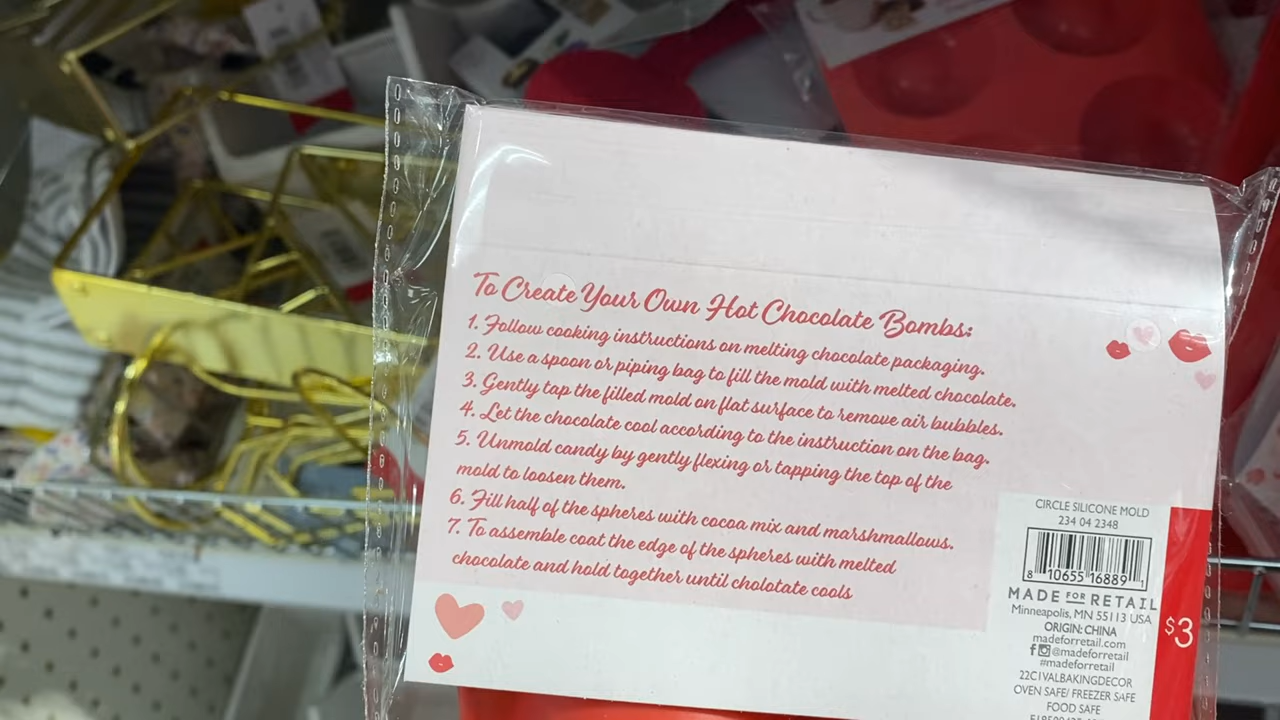 To Create Your Own Hot Chocolate Bombs:
1. Follow cooking instructions on melting chocolate packaging.
2. Use a spoon or piping bag to fill the mold with melted chocolate.
3. Gently tap the filled mold on flat surface to remove air bubbles.
4. Let the chocolate cool according to the instruction on the bag.
5. Unmold candy by gently flexing or tapping the top of the
mold to loosen them.
6. Fill half of the spheres with cocoa mix and marshmallows.
7. To assemble coat the edge of the spheres with melted
chocolate and hold together until cholotate cools
CIRCLE SILICONE MOLD
234 04 2348
8 10655 16889 1
MADE FOR RETAIL
Minneapolis, MN 55113 USA
ORIGIN: CHINA
madeforretail.com
@madeforretail
#madeforretail
22C1VALBAKINGDECOR
OVEN SAFE/ FREEZER SAFE
FOOD SAFE
$3